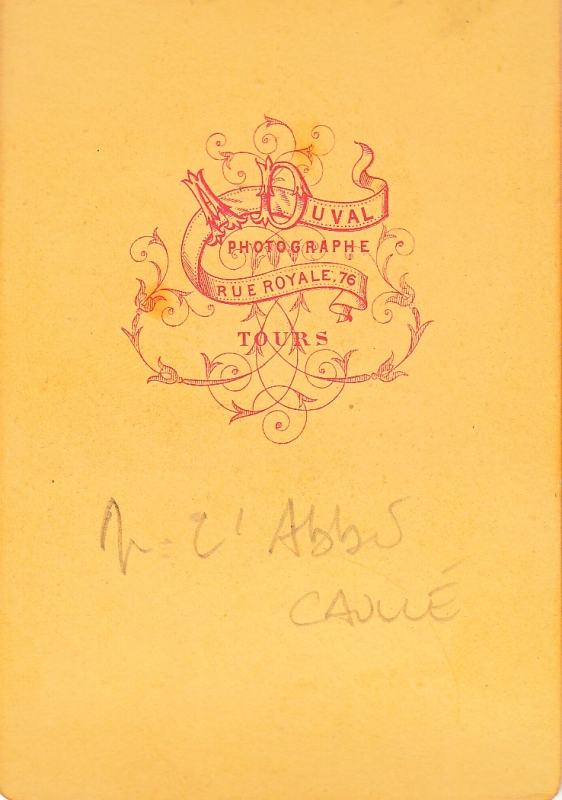 A DUVAL
PHOTOGRAPHE
RUE ROYALE, 76
TOURS
l'Abbé
CAULLÉ